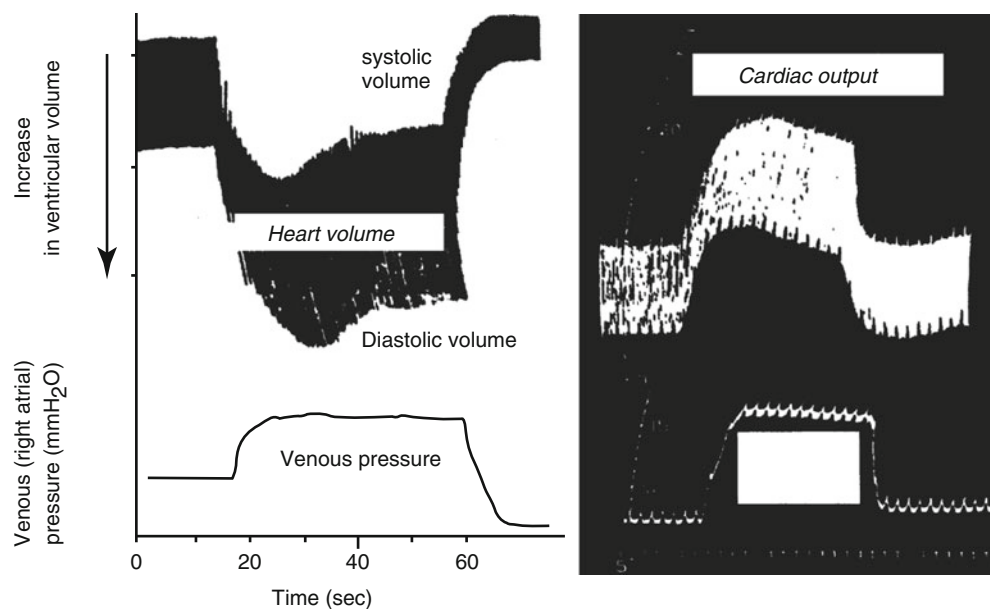 Increase
in ventricular volume
systolic
volume
Heart volume
Diastolic volume
Venous (right atrial)
pressure (mmH₂O)
Venous pressure
0
20
40
60
Time (sec)
Cardiac output
5